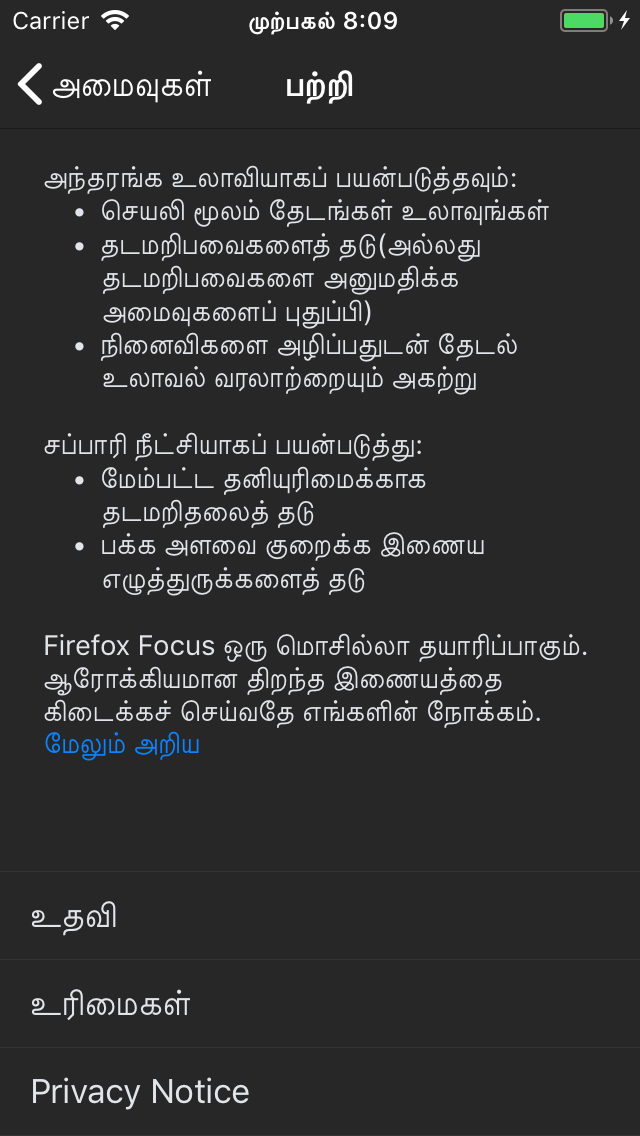 Carrier முற்பகல் 8:09
அமைவுகள் பற்றி
அந்தரங்க உலாவியாகப் பயன்படுத்தவும்:
• செயலி மூலம் தேடங்கள் உலாவுங்கள்
• தடமறிபவைகளைத் தடு(அல்லது
தடமறிபவைகளை அனுமதிக்க
அமைவுகளைப் புதுப்பி)
• நினைவிகளை அழிப்பதுடன் தேடல்
உலாவல் வரலாற்றையும் அகற்று
சப்பாரி நீட்சியாகப் பயன்படுத்து:
• மேம்பட்ட தனியுரிமைக்காக
தடமறிதலைத் தடு
• பக்க அளவை குறைக்க இணைய
எழுத்துருக்களைத் தடு
Firefox Focus ஒரு மொசில்லா தயாரிப்பாகும்.
ஆரோக்கியமான திறந்த இணையத்தை
கிடைக்கச் செய்வதே எங்களின் நோக்கம்.
மேலும் அறிய
உதவி
உரிமைகள்
Privacy Notice